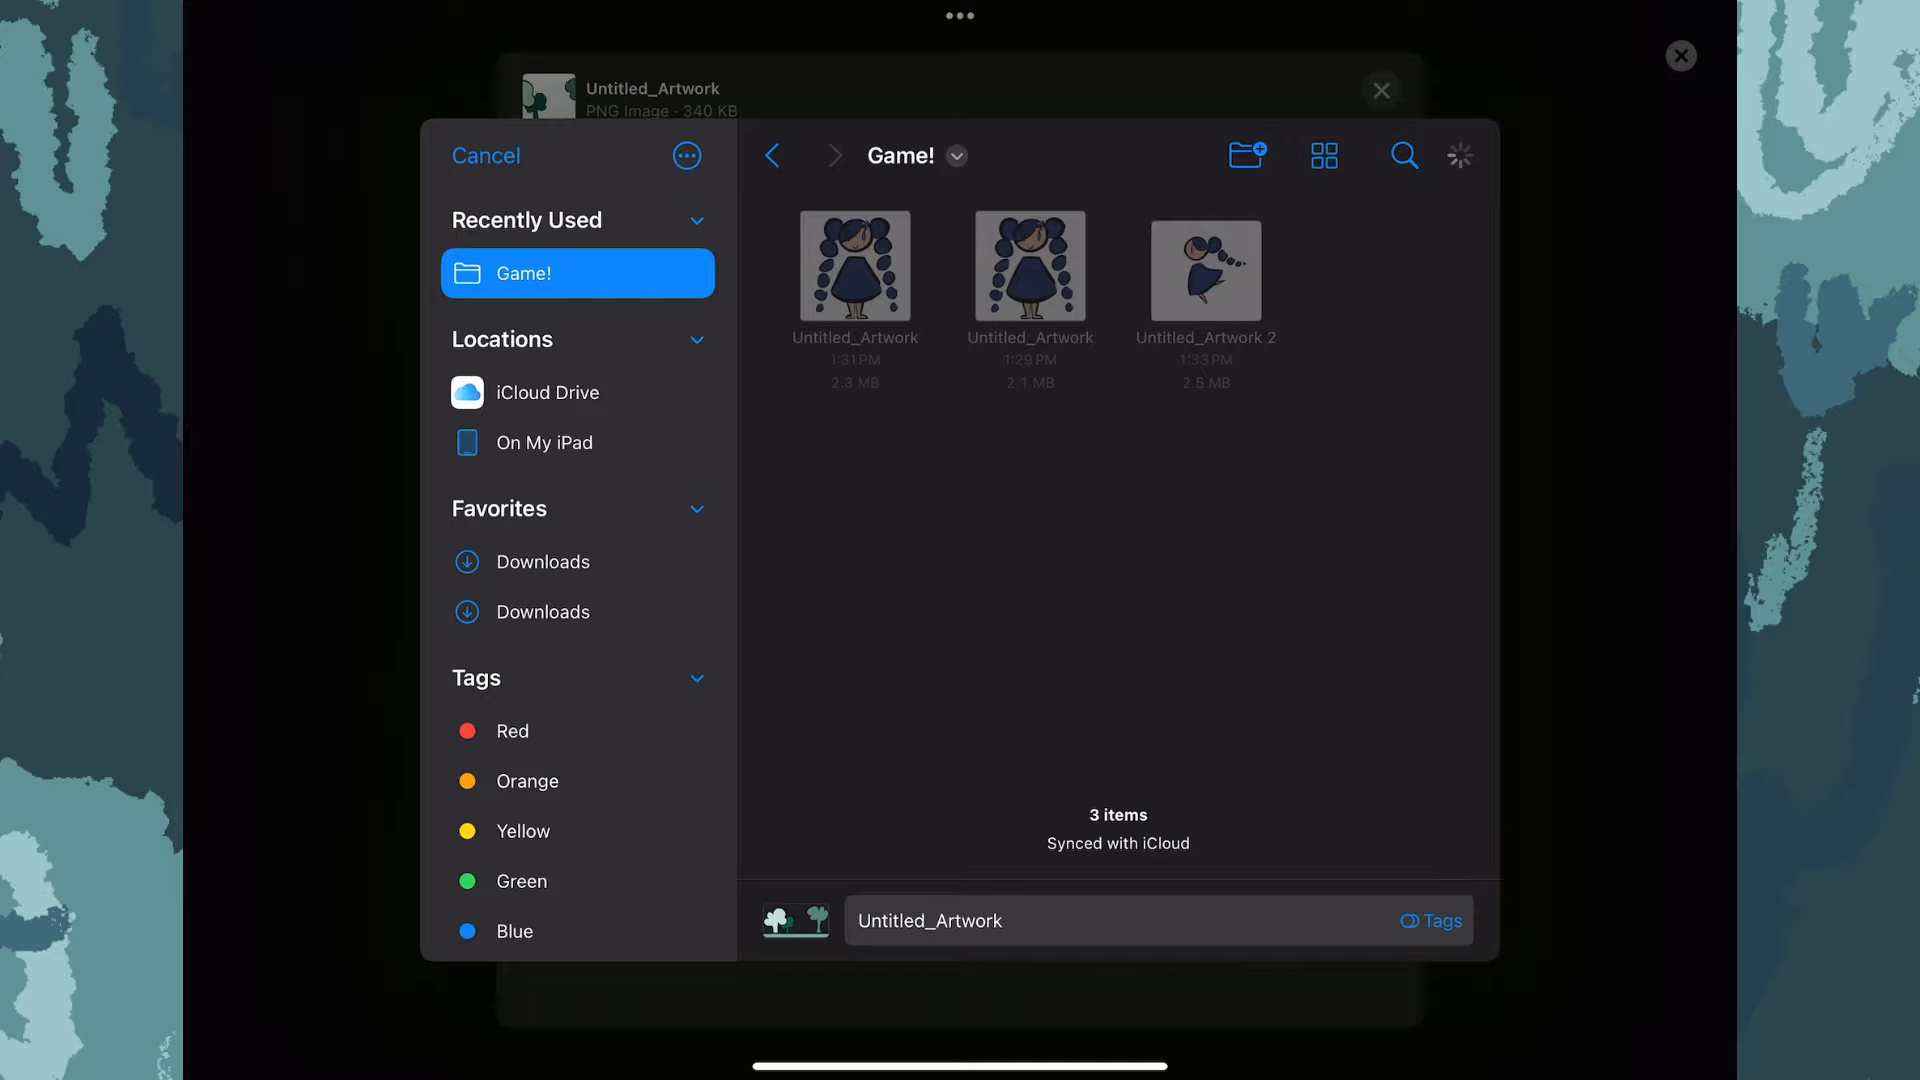 Untitled_Artwork
PNG Image · 340 KB
Cancel
Game!
Recently Used
Game!
Locations
iCloud Drive
On My iPad
Favorites
Downloads
Downloads
Tags
Red
Orange
Yellow
Green
Blue
Untitled_Artwork
1:31 PM
2.3 MB
Untitled_Artwork
1:29 PM
2.1 MB
Untitled_Artwork 2
1:33 PM
2.5 MB
3 items
Synced with iCloud
Untitled_Artwork
Tags